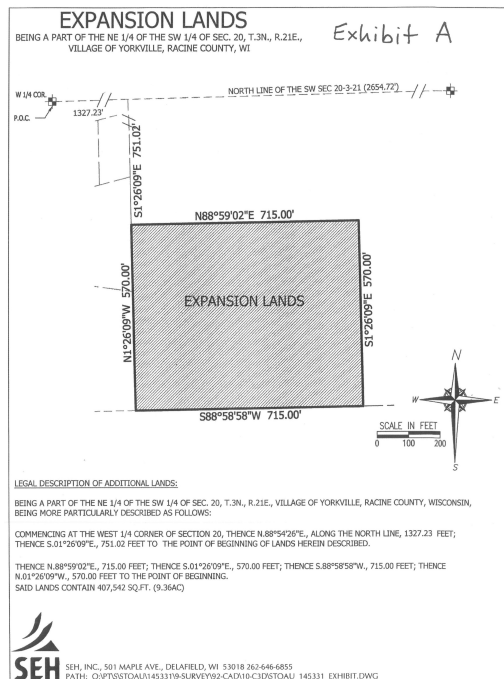 EXPANSION LANDS
BEING A PART OF THE NE 1/4 OF THE SW 1/4 OF SEC. 20, T.3N., R.21E.,
VILLAGE OF YORKVILLE, RACINE COUNTY, WI
Exhibit A
W 1/4 COR.
P.O.C.
1327.23'
NORTH LINE OF THE SW SEC 20-3-21 (2654.72')
S1°26'09"E 751.02'
N88°59'02"E 715.00'
N1°26'09"W 570.00'
EXPANSION LANDS
S1°26'09"E 570.00'
S88°58'58"W 715.00'
N
W
E
S
SCALE IN FEET
0 100 200
LEGAL DESCRIPTION OF ADDITIONAL LANDS:
BEING A PART OF THE NE 1/4 OF THE SW 1/4 OF SEC. 20, T.3N., R.21E., VILLAGE OF YORKVILLE, RACINE COUNTY, WISCONSIN,
BEING MORE PARTICULARLY DESCRIBED AS FOLLOWS:
COMMENCING AT THE WEST 1/4 CORNER OF SECTION 20, THENCE N.88°54'26"E., ALONG THE NORTH LINE, 1327.23 FEET;
THENCE S.01°26'09"E., 751.02 FEET TO THE POINT OF BEGINNING OF LANDS HEREIN DESCRIBED.
THENCE N.88°59'02"E., 715.00 FEET; THENCE S.01°26'09"E., 570.00 FEET; THENCE S.88°58'58"W., 715.00 FEET; THENCE
N.01°26'09"W., 570.00 FEET TO THE POINT OF BEGINNING.
SAID LANDS CONTAIN 407,542 SQ.FT. (9.36AC)
SEH
SEH, INC., 501 MAPLE AVE., DELAFIELD, WI 53018 262-646-6855
PATH: O:\PT\S\STOAU\145331\9-SURVEY\92-CAD\10-C3D\STOAU_145331_EXHIBIT.DWG